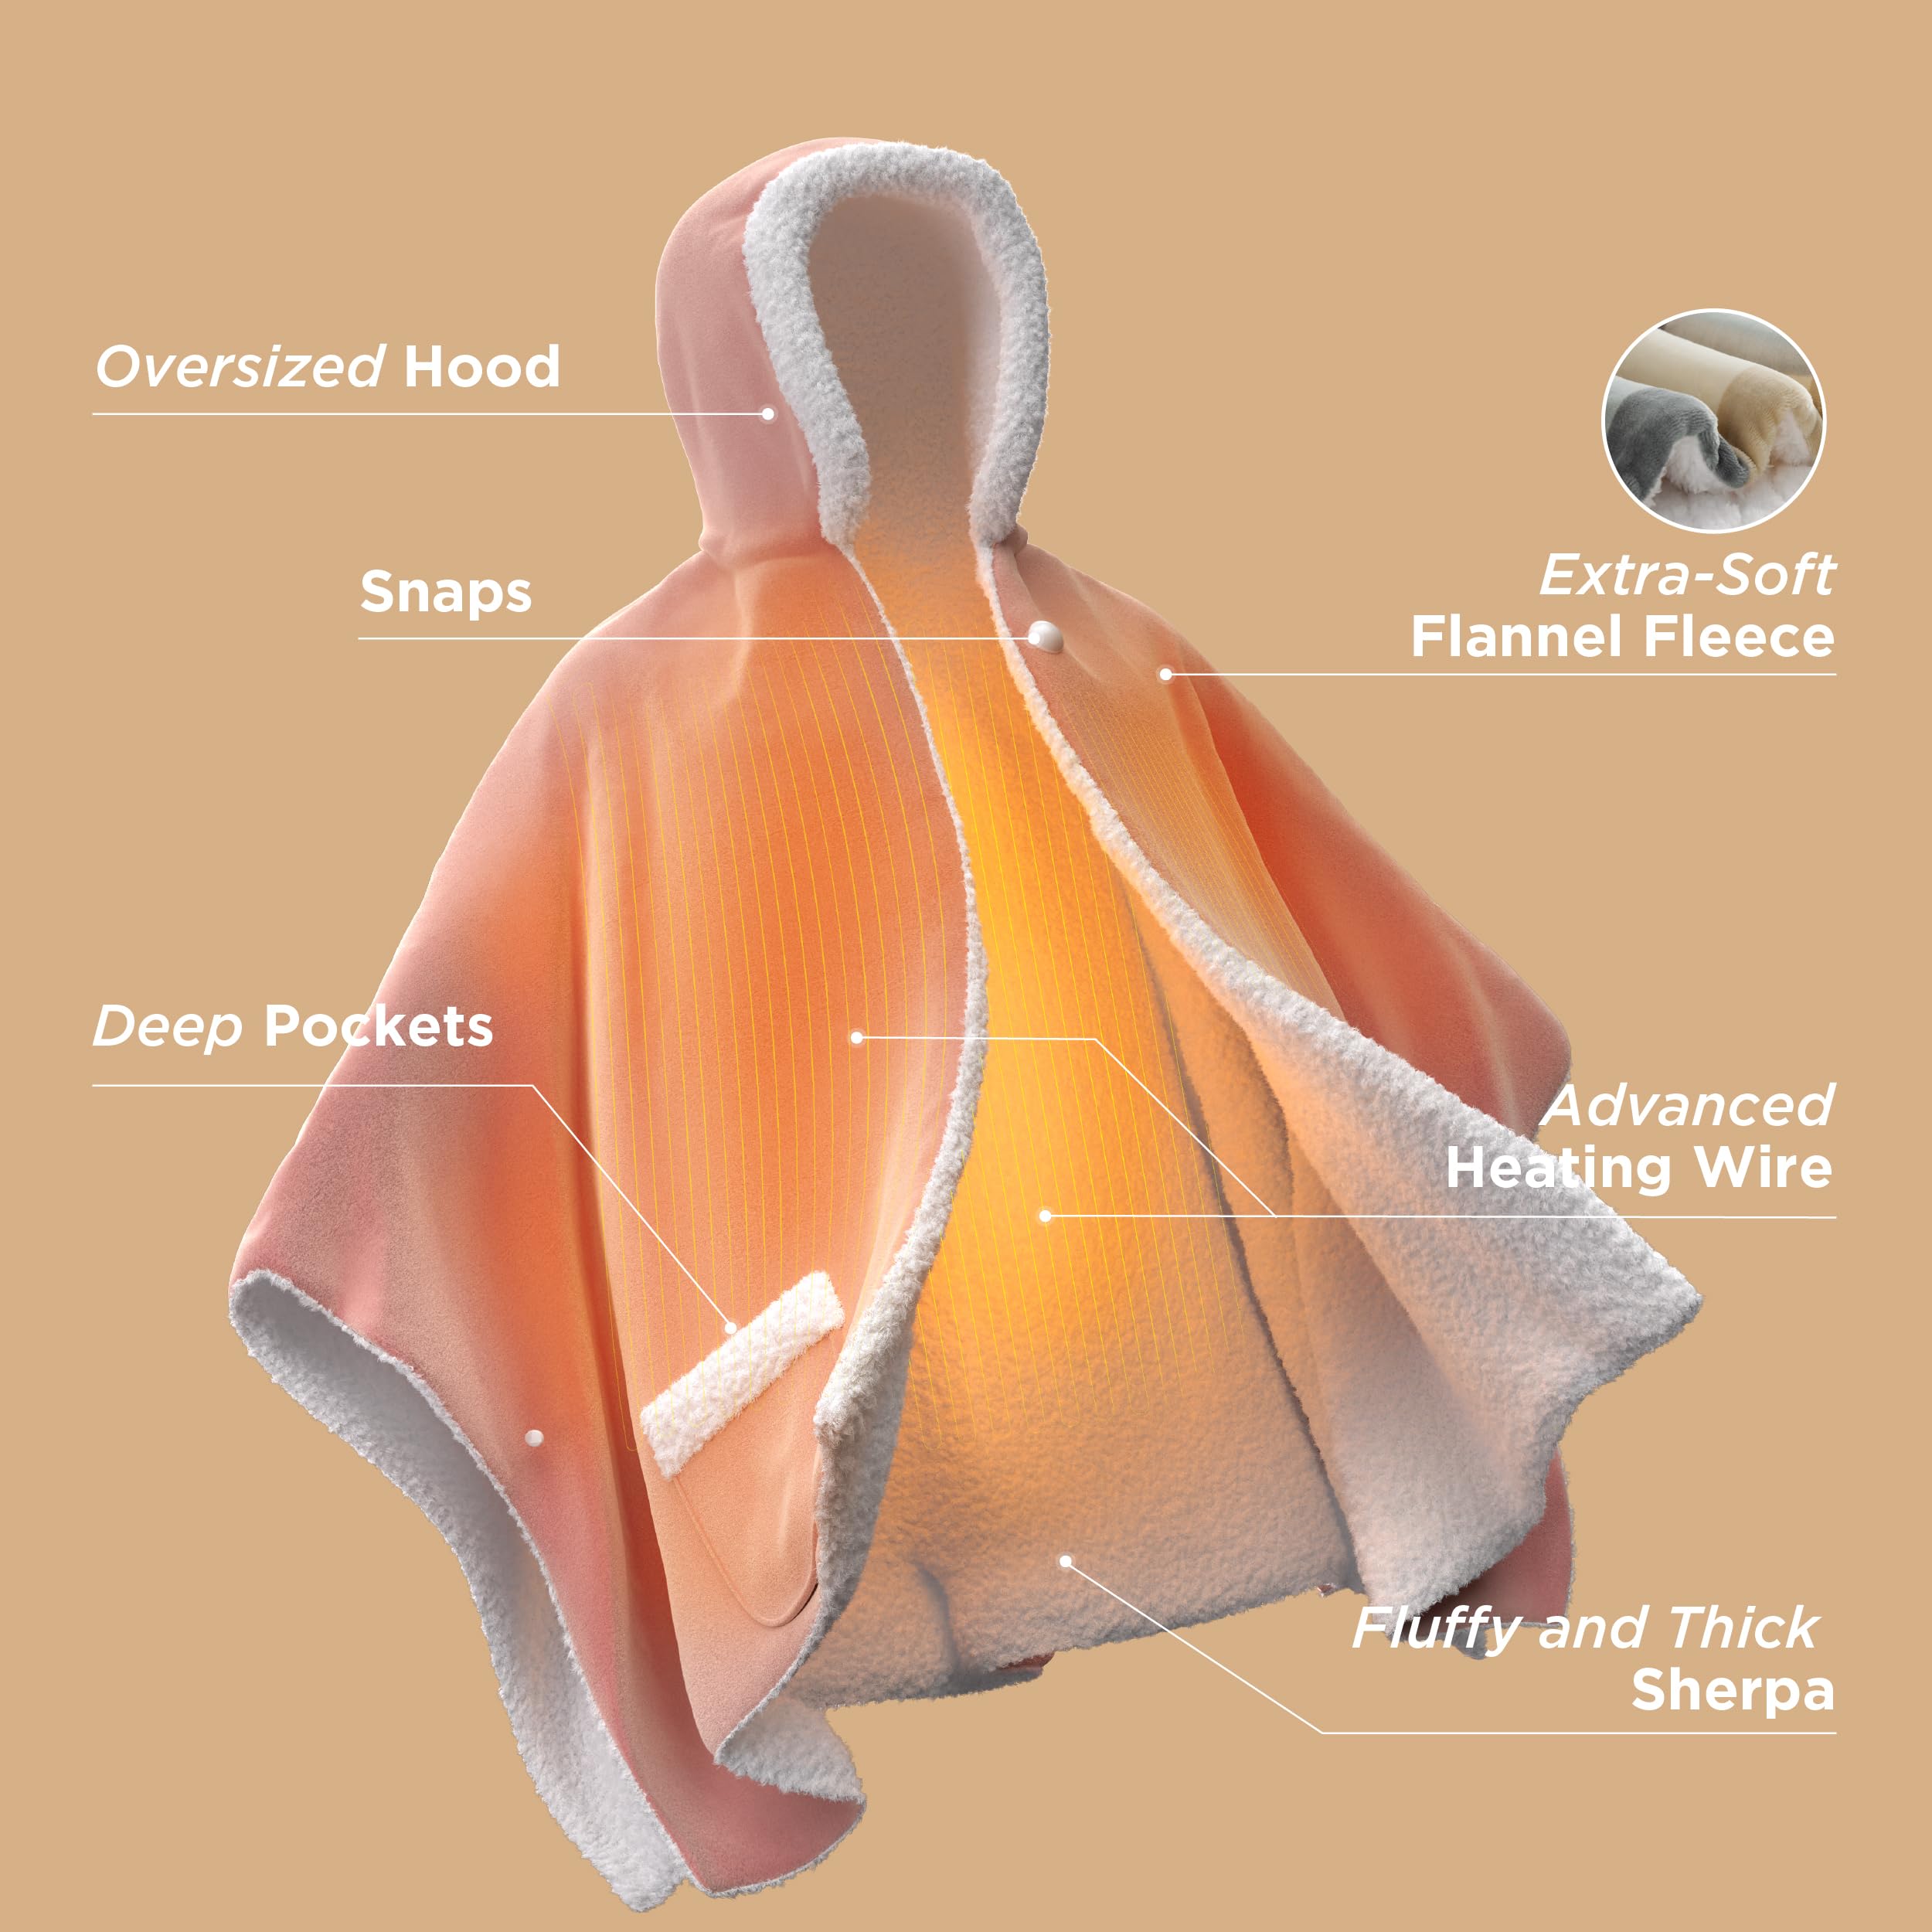 Oversized Hood
Extra-Soft
Flannel Fleece
Snaps
Deep Pockets
Advanced
Heating Wire
Fluffy and Thick
Sherpa